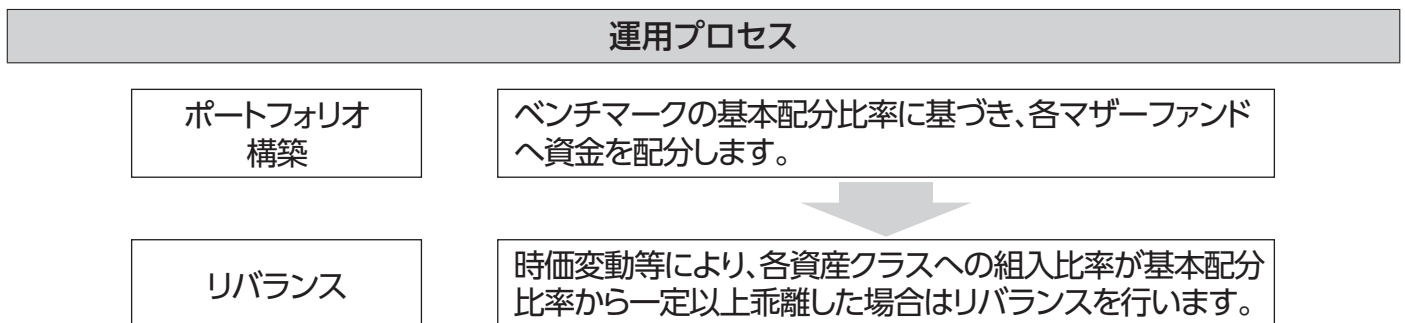 運用プロセス
ポートフォリオ
構築
ベンチマークの基本配分比率に基づき、各マザーファンド
へ資金を配分します。
リバランス
時価変動等により、各資産クラスへの組入比率が基本配分
比率から一定以上乖離した場合はリバランスを行います。